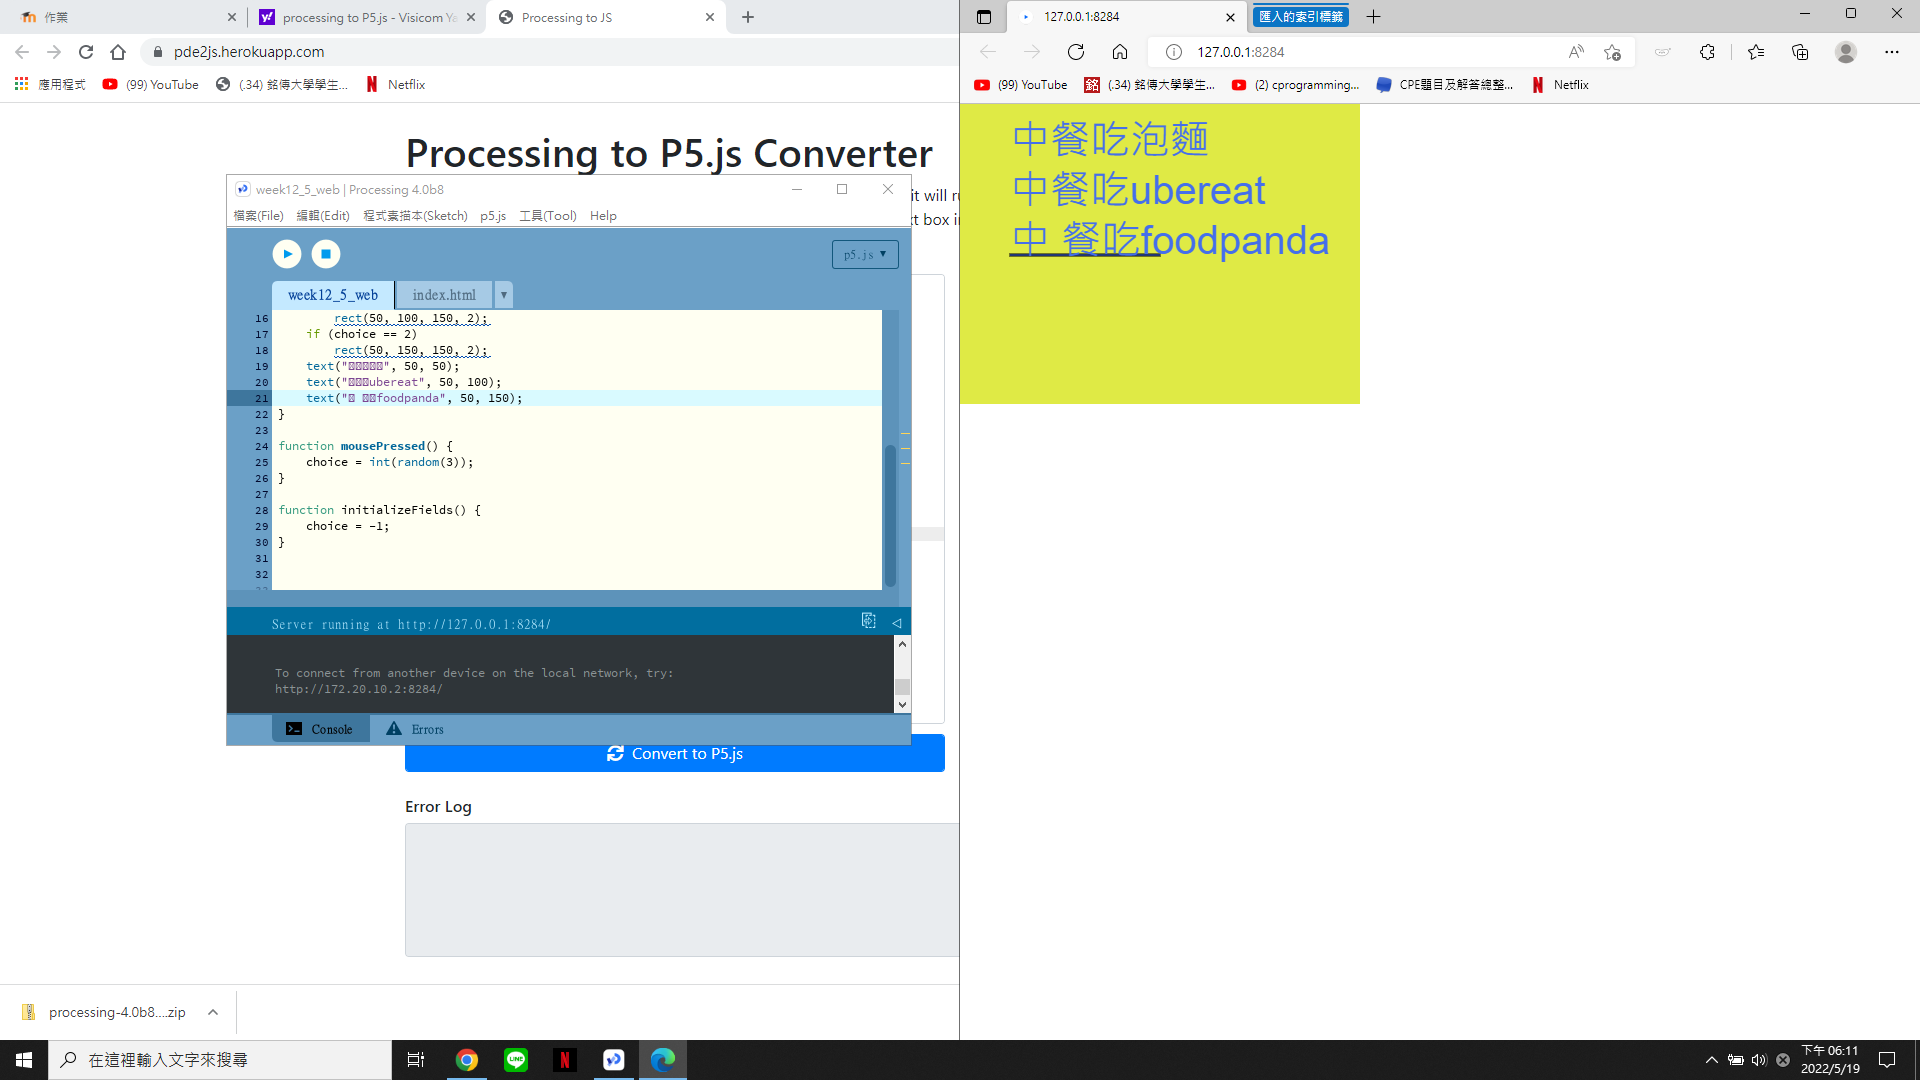 作業
processing to P5.js - Visicom Ya
Processing to JS
pde2js.herokuapp.com
應用程式
(99) YouTube
(.34) 銘傳大學學生...
Netflix
Processing to P5.js Converter
it will ru
xt box in
week12_5_web | Processing 4.0b8
檔案(File)
編輯(Edit)
程式素描本(Sketch)
p5.js
工具(Tool)
Help
p5.js ▼
week12_5_web
index.html
▼
16 rect(50, 100, 150, 2);
17 if (choice == 2)
18 rect(50, 150, 150, 2);
19 text("□□□□□", 50, 50);
20 text("□□□ubereat", 50, 100);
21 text("□ □□foodpanda", 50, 150);
22 }
23
24 function mousePressed() {
25 choice = int(random(3));
26 }
27
28 function initializeFields() {
29 choice = -1;
30 }
31
32
Server running at http://127.0.0.1:8284/
To connect from another device on the local network, try:
http://172.20.10.2:8284/
Console
Errors
Convert to P5.js
Error Log
processing-4.0b8....zip
127.0.0.1:8284
匯入的索引標籤
127.0.0.1:8284
(99) YouTube
(.34) 銘傳大學學生...
(2) cprogramming...
CPE題目及解答總整...
Netflix
中餐吃泡麵
中餐吃ubereat
中 餐吃foodpanda
在這裡輸入文字來搜尋
下午 06:11
2022/5/19